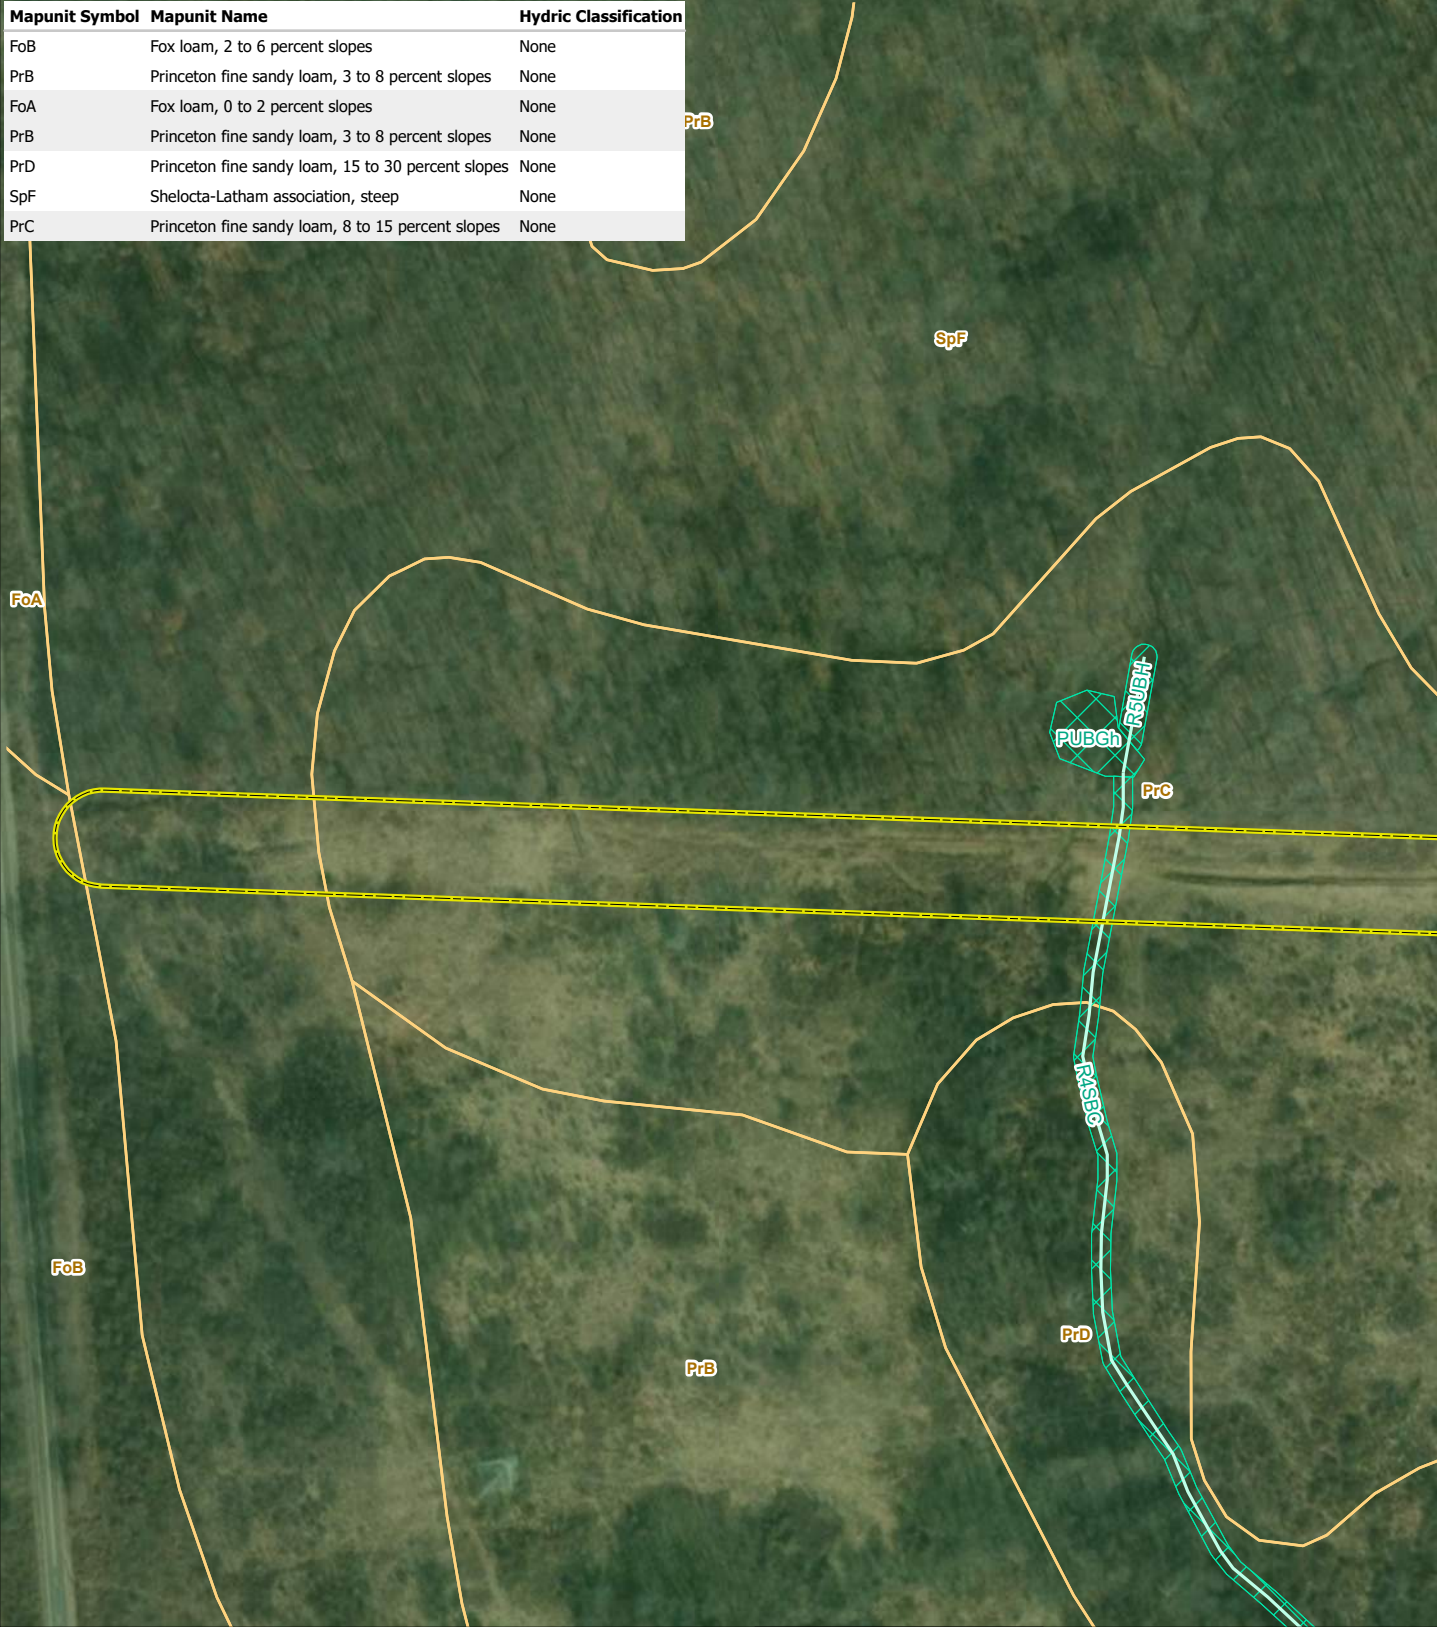 Mapunit Symbol Mapunit Name Hydric Classification
FoB Fox loam, 2 to 6 percent slopes None
PrB Princeton fine sandy loam, 3 to 8 percent slopes None
FoA Fox loam, 0 to 2 percent slopes None
PrB Princeton fine sandy loam, 3 to 8 percent slopes None
PrD Princeton fine sandy loam, 15 to 30 percent slopes None
SpF Shelocta-Latham association, steep None
PrC Princeton fine sandy loam, 8 to 15 percent slopes None
PrB
SpF
FoA
R5UBH
PUBGh
PrC
R4SBC
FoB
PrD
PrB